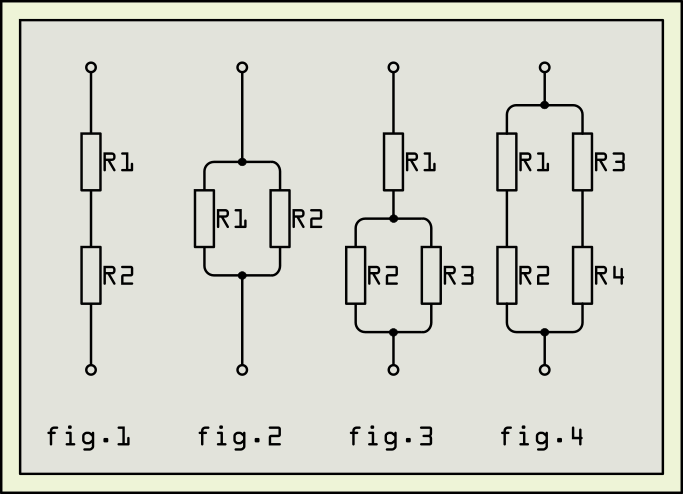 R1
R2
fig.1
R1 R2
fig.2
R1
R2 R3
fig.3
R1 R3
R2 R4
fig.4